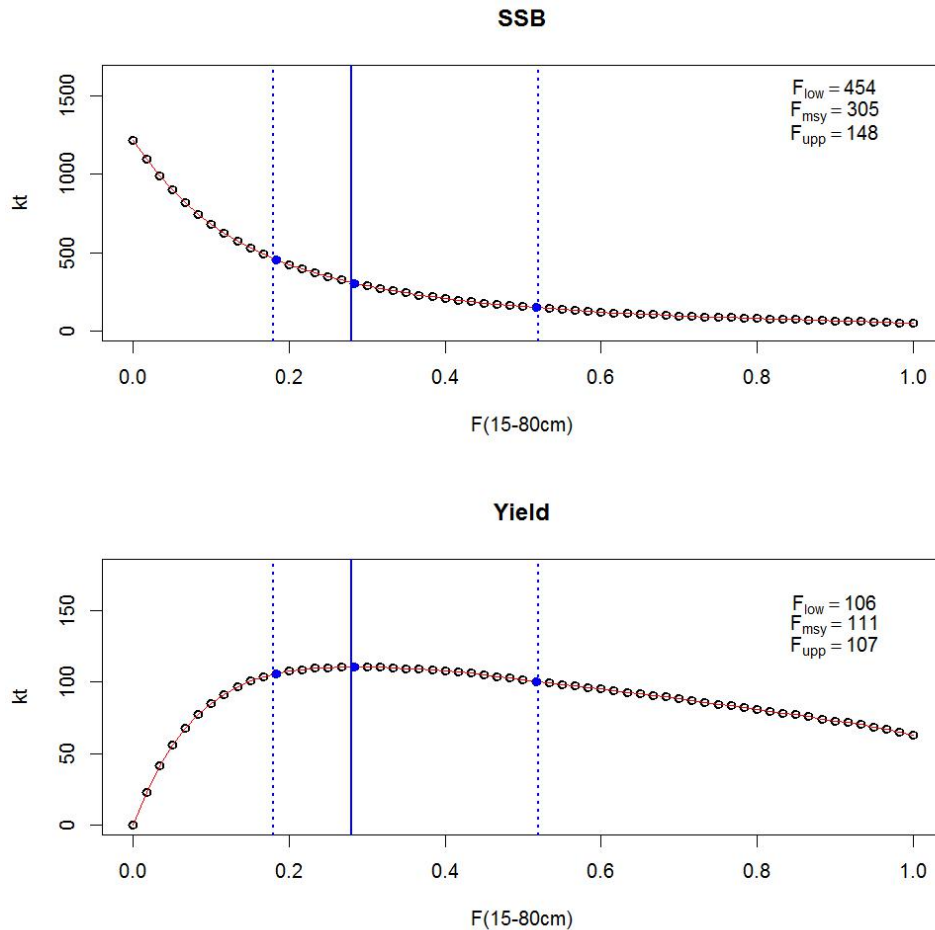 SSB
F_low = 454
F_msy = 305
F_upp = 148
kt
1500
1000
500
0
0.0 0.2 0.4 0.6 0.8 1.0
F(15-80cm)
Yield
F_low = 106
F_msy = 111
F_upp = 107
kt
150
100
50
0
0.0 0.2 0.4 0.6 0.8 1.0
F(15-80cm)